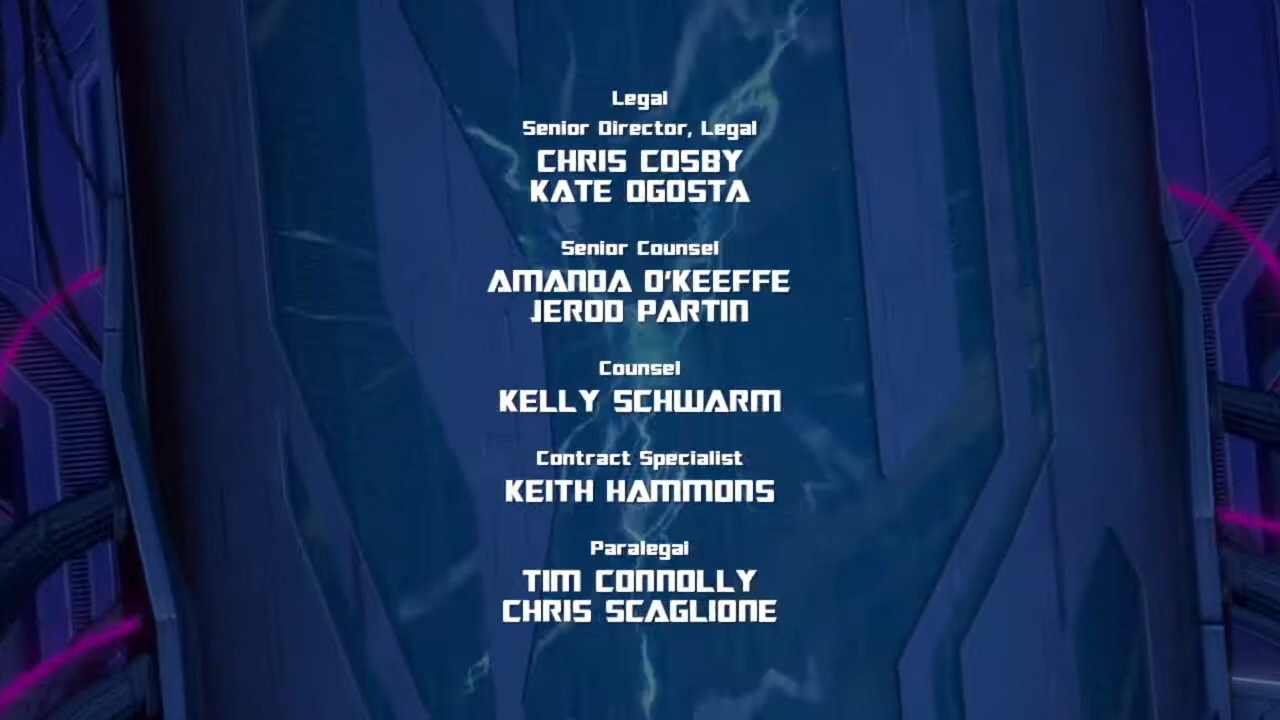 Legal
Senior Director, Legal
CHRIS COSBY
KATE OGOSTA
Senior Counsel
AMANDA O'KEEFFE
JEROD PARTIN
Counsel
KELLY SCHWARM
Contract Specialist
KEITH HAMMONS
Paralegal
TIM CONNOLLY
CHRIS SCAGLIONE